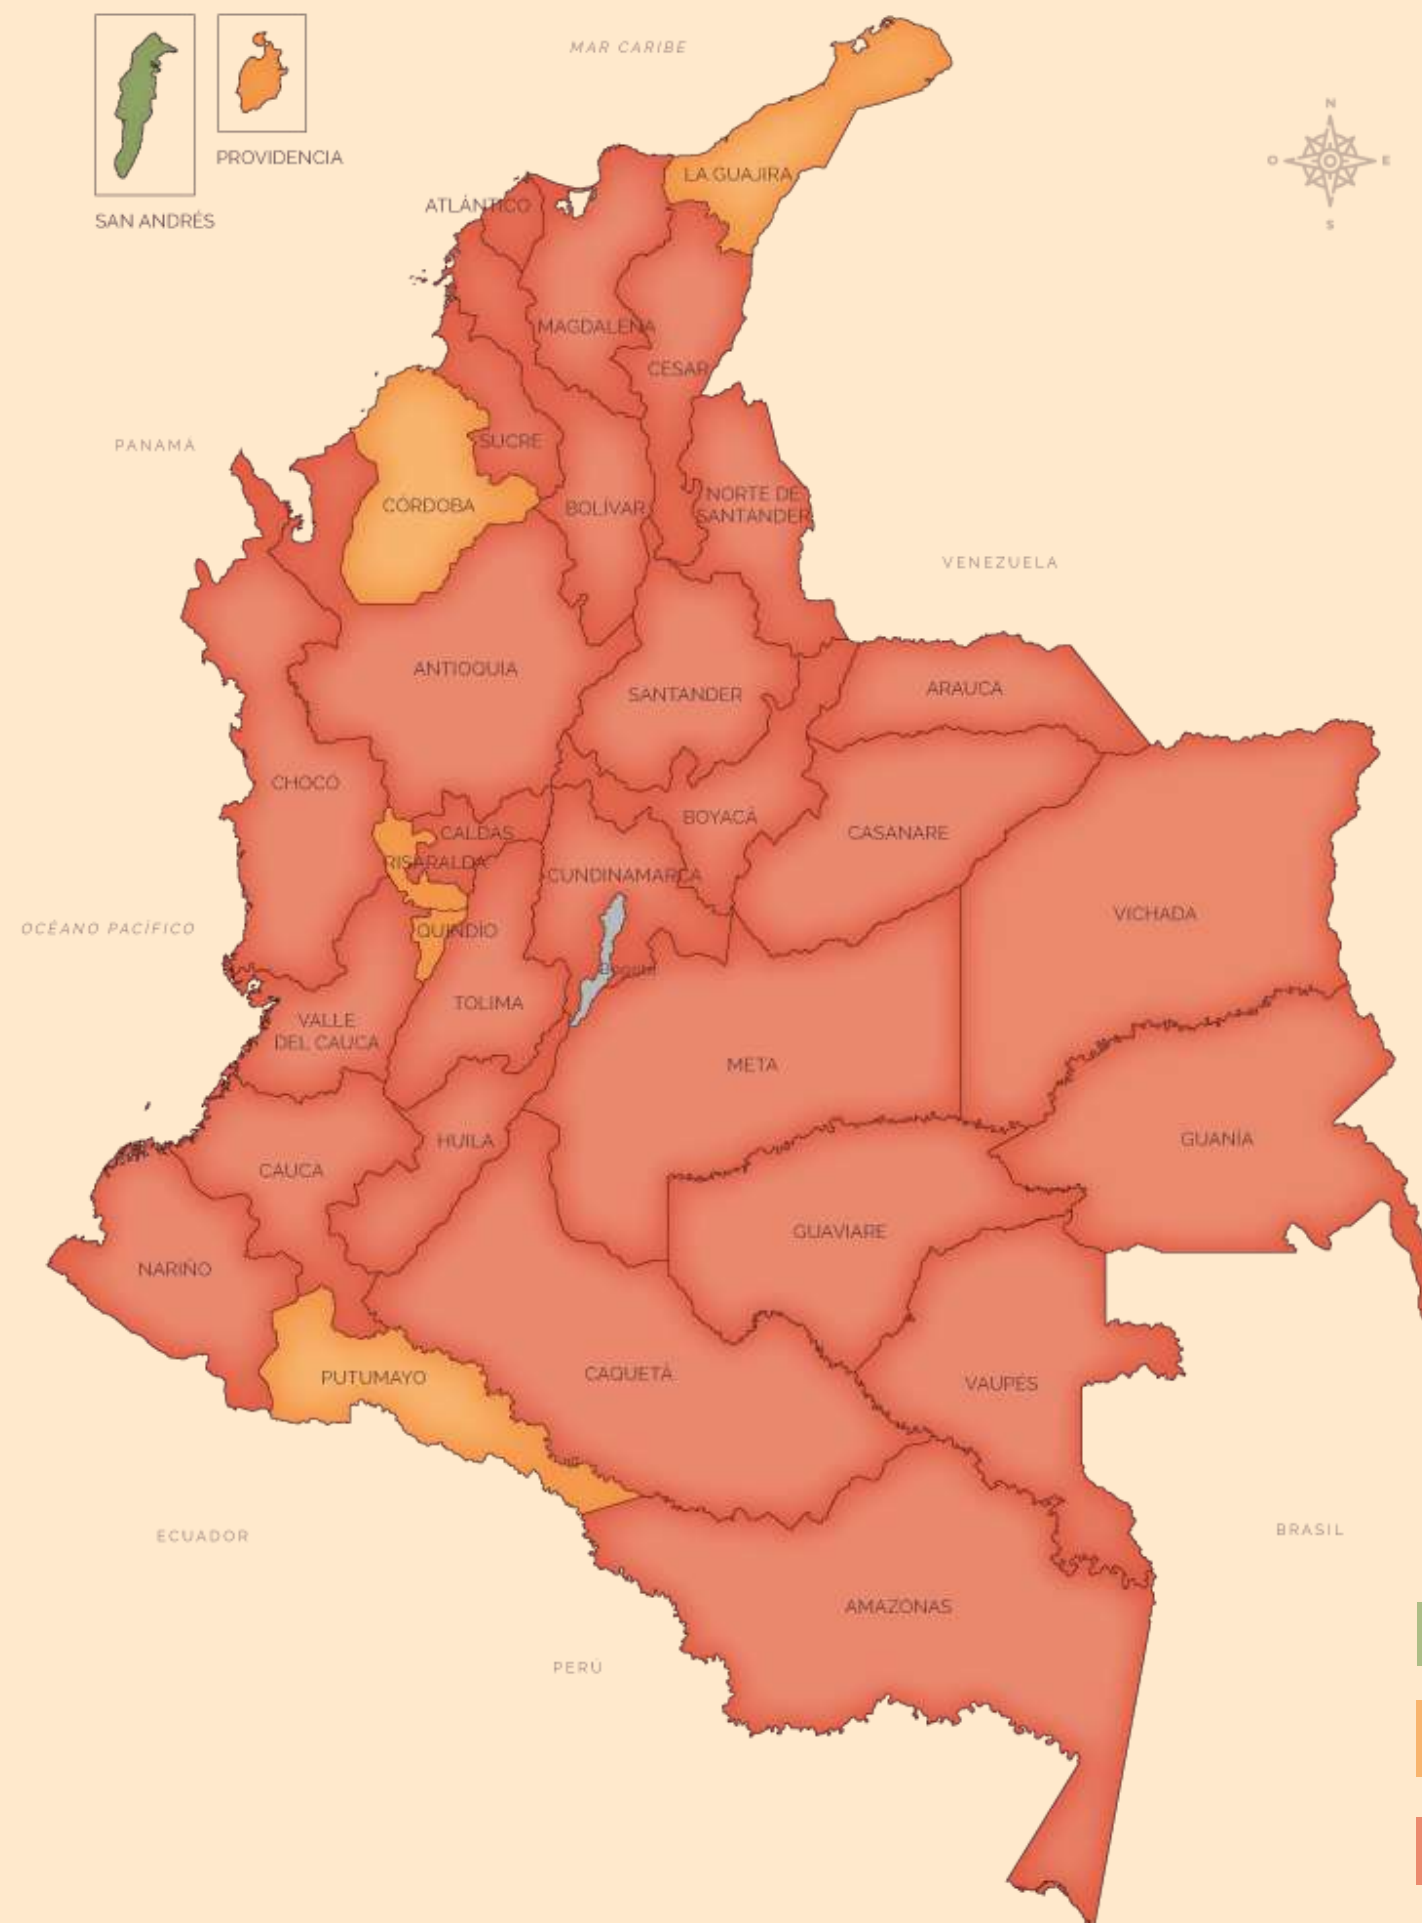 MAR CARIBE
N
O
E
S
PROVIDENCIA
SAN ANDRÉS
LA GUAJIRA
ATLÁNTICO
MAGDALENA
CESAR
PANAMÁ
SUCRE
CÓRDOBA
BOLÍVAR
NORTE DE
SANTANDER
VENEZUELA
ANTIOQUIA
SANTANDER
ARAUCA
CHOCÓ
BOYACÁ
CALDAS
CASANARE
RISARALDA
CUNDINAMARCA
VICHADA
OCÉANO PACÍFICO
QUINDIO
Bogotá
TOLIMA
VALLE
DEL CAUCA
META
HUILA
GUANÍA
CAUCA
GUAVIARE
NARIÑO
PUTUMAYO
CAQUETÁ
VAUPÉS
ECUADOR
BRASIL
AMAZONAS
PERÚ